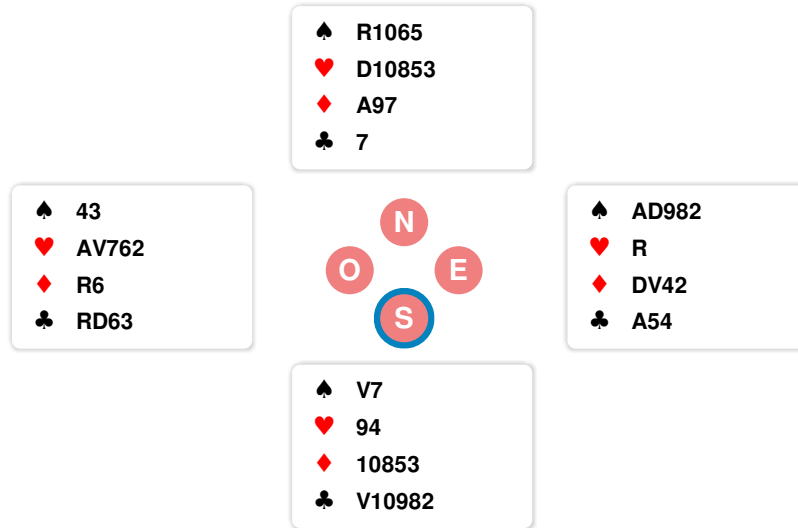 ♠ R1065
♥ D10853
♦ A97
♣ 7
♠ 43
♥ AV762
♦ R6
♣ RD63
N
O E
S
♠ AD982
♥ R
♦ DV42
♣ A54
♠ V7
♥ 94
♦ 10853
♣ V10982